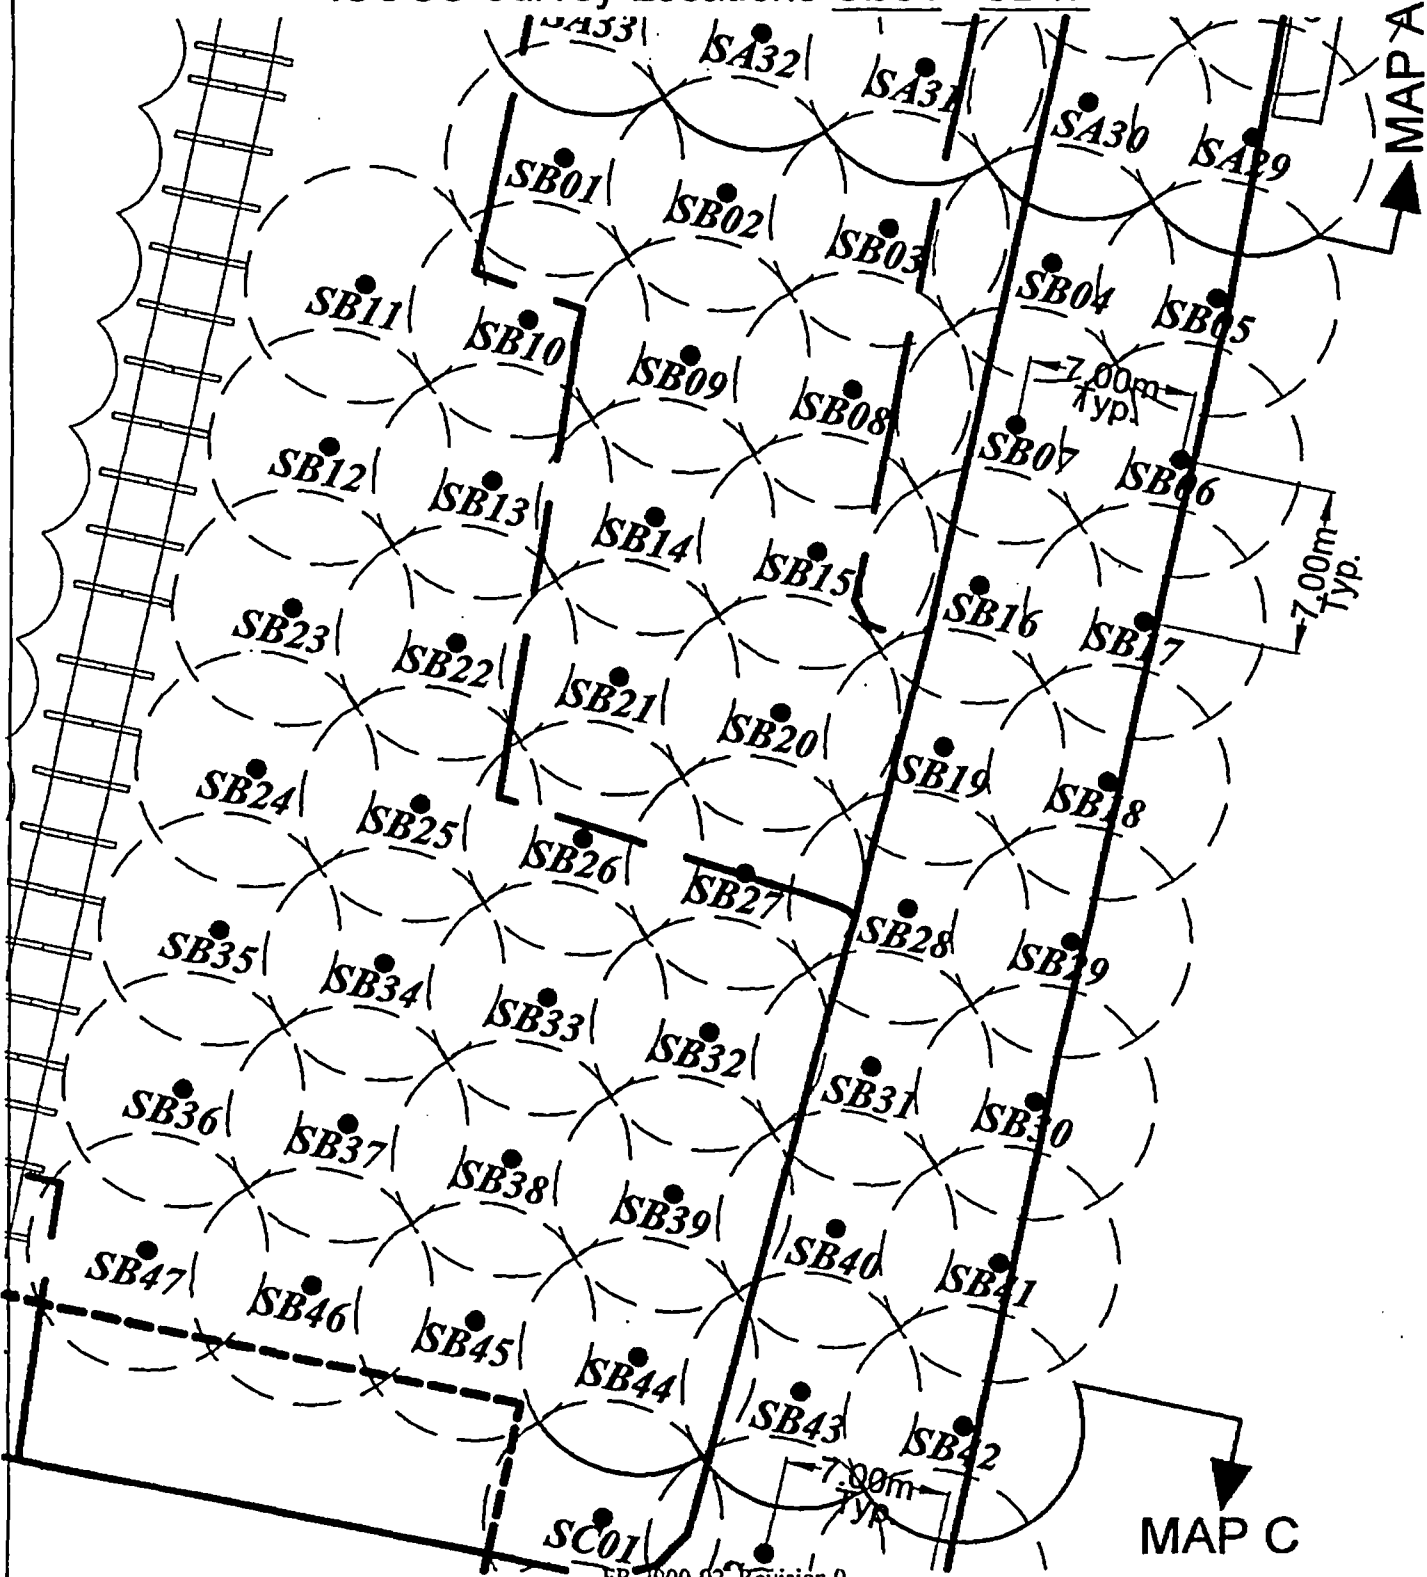 SA33 SA32 SA31 SA30 SA29
MAP A
SB01 SB02 SB03 SB04 SB05
SB11 SB10 SB09 SB08 SB07 SB06
7.00m
Typ.
7.00m
Typ.
SB12 SB13 SB14 SB15 SB16 SB17
SB23 SB22 SB21 SB20 SB19 SB18
SB24 SB25 SB26 SB27 SB28 SB29
SB35 SB34 SB33 SB32 SB31 SB30
SB36 SB37 SB38 SB39 SB40 SB41
SB47 SB46 SB45 SB44 SB43 SB42
7.00m
Typ.
SC01
MAP C